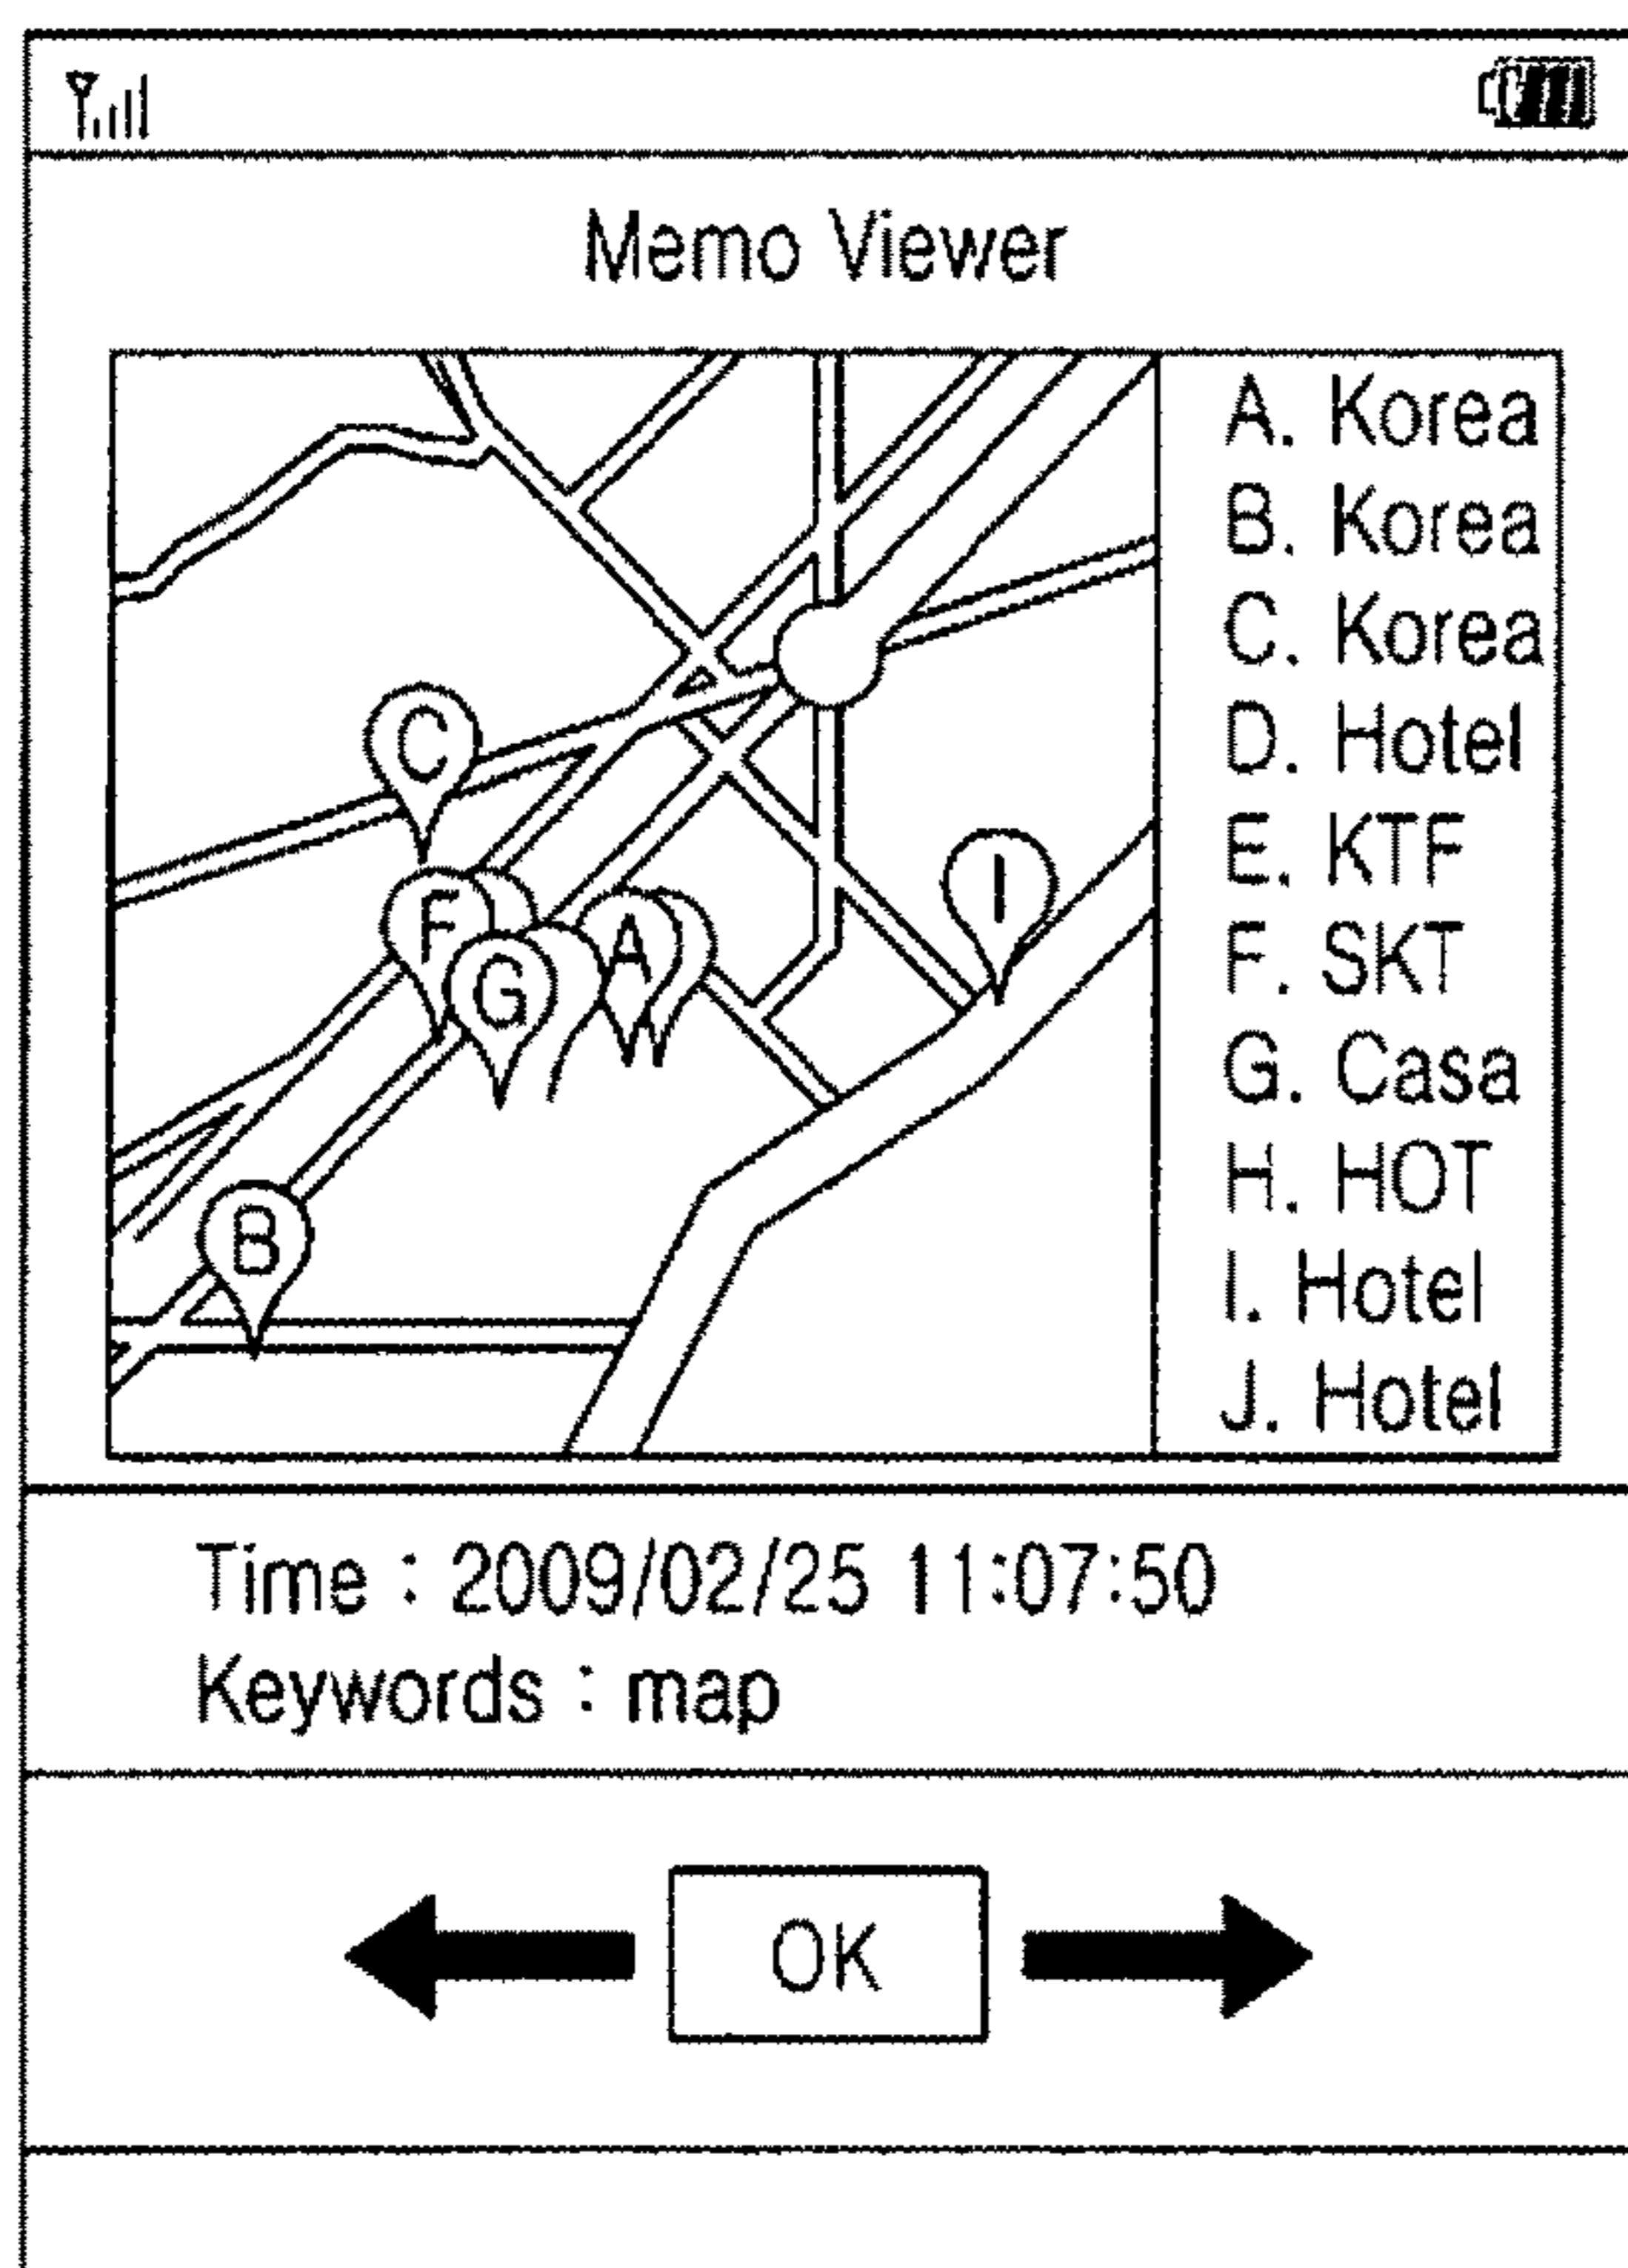 Memo Viewer
A. Korea
B. Korea
C. Korea
D. Hotel
E. KTF
F. SKT
G. Casa
H. HOT
I. Hotel
J. Hotel
C
I
F
A
G
B
Time : 2009/02/25 11:07:50
Keywords : map
OK